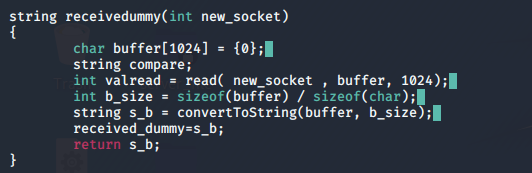 string receivedummy(int new_socket)
{
char buffer[1024] = {0};
string compare;
int valread = read( new_socket , buffer, 1024);
int b_size = sizeof(buffer) / sizeof(char);
string s_b = convertToString(buffer, b_size);
received_dummy=s_b;
return s_b;
}